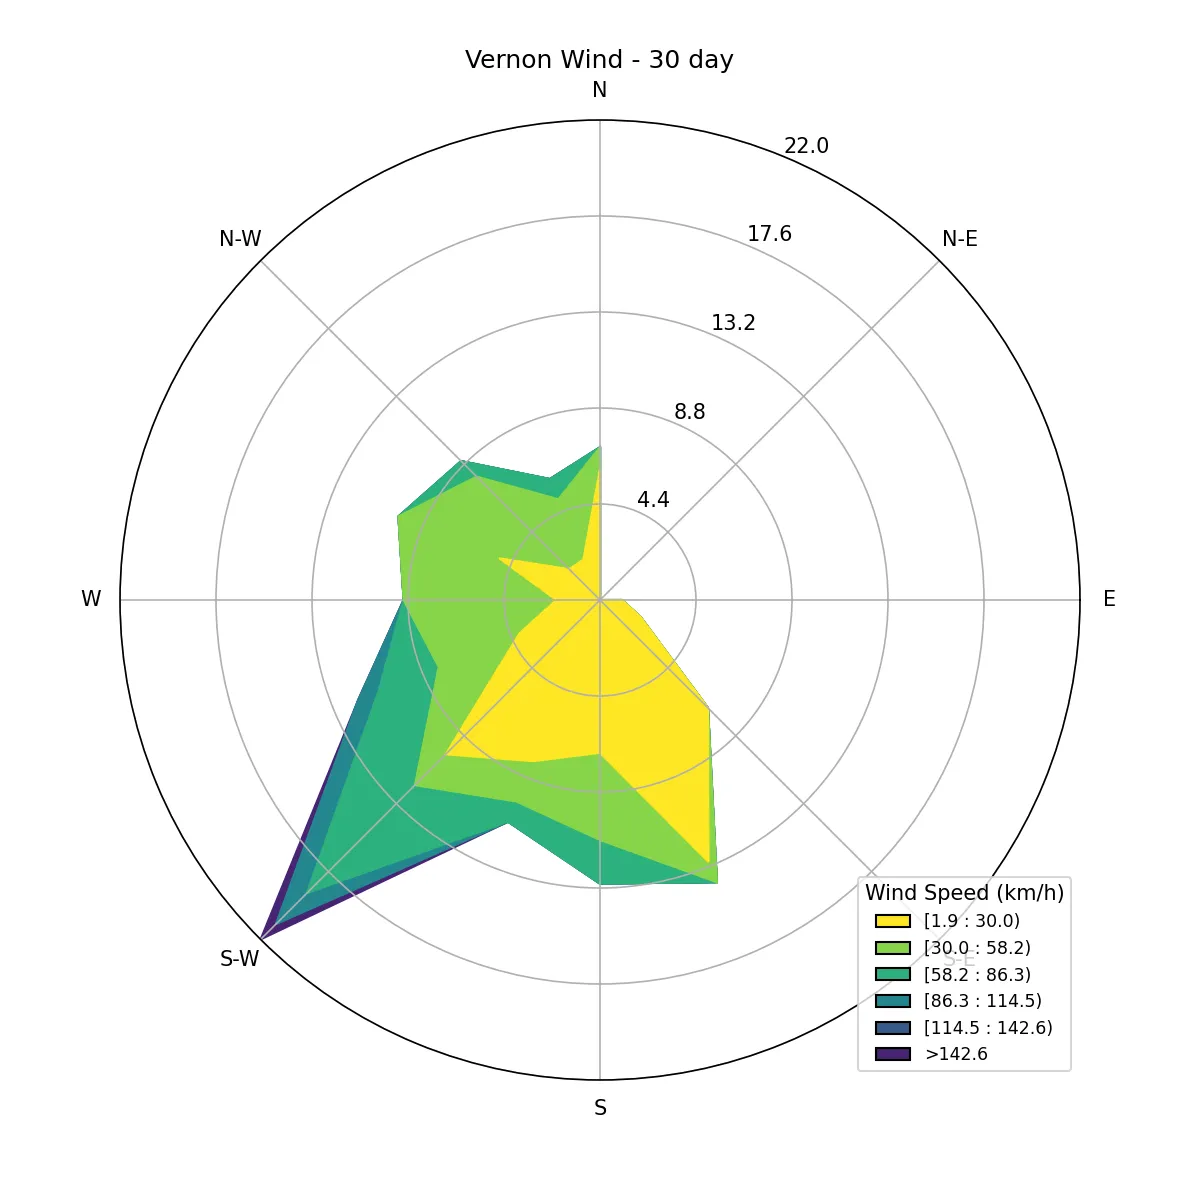 Vernon Wind - 30 day
N
22.0
N-W
17.6
N-E
13.2
8.8
4.4
W
E
S-W
S-E
S
Wind Speed (km/h)
[1.9 : 30.0)
[30.0 : 58.2)
[58.2 : 86.3)
[86.3 : 114.5)
[114.5 : 142.6)
>142.6